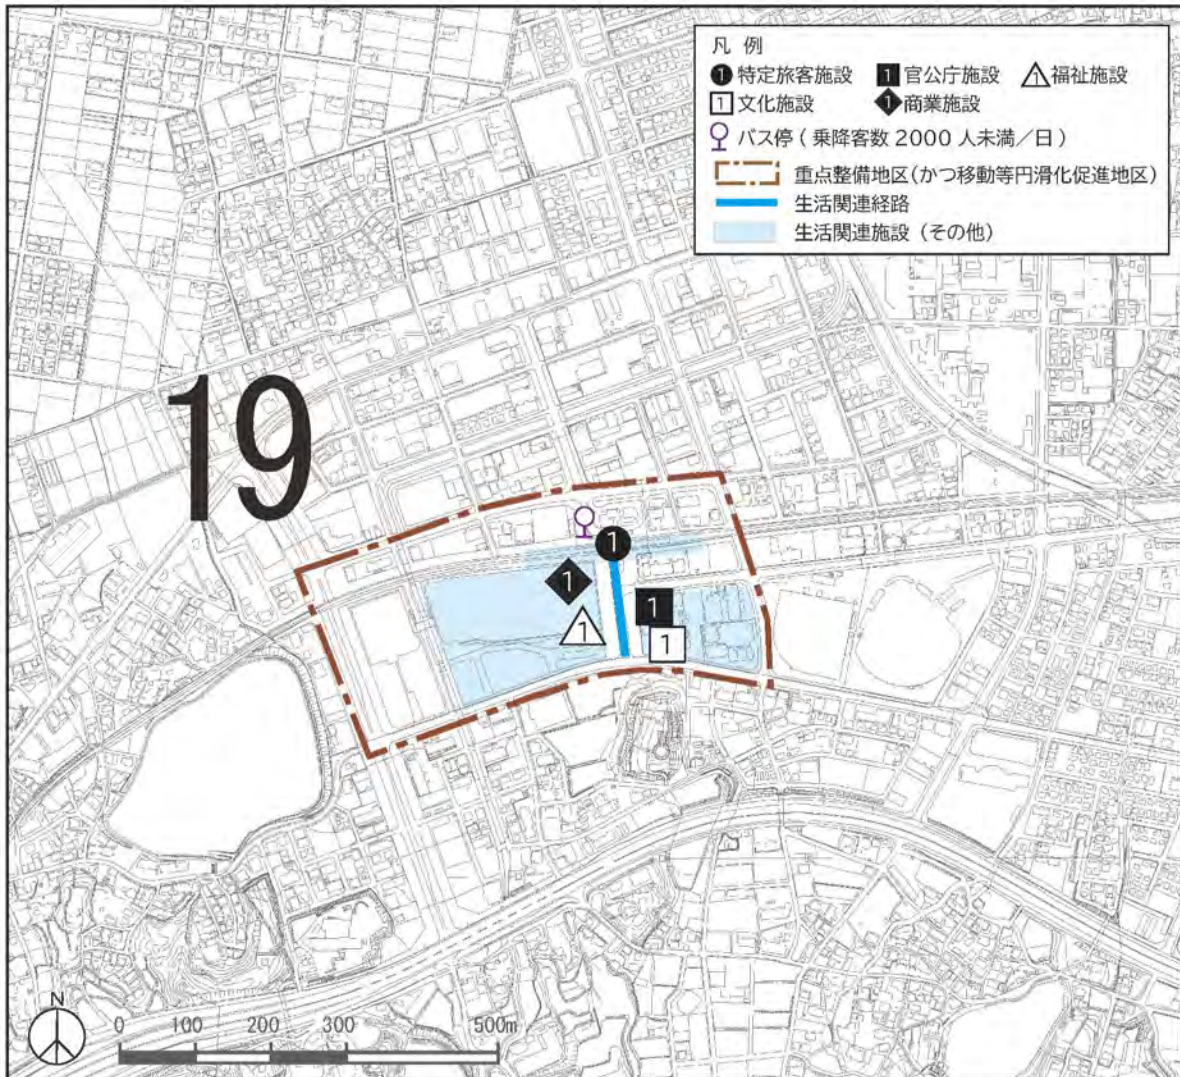 凡 例
1 特定旅客施設 1 官公庁施設 1 福祉施設
1 文化施設 1 商業施設
バス停 ( 乗降客数 2000 人未満／日 )
重点整備地区(かつ移動等円滑化促進地区)
生活関連経路
生活関連施設 (その他)
19
1
1
1
1
1
N
0 100 200 300 500m